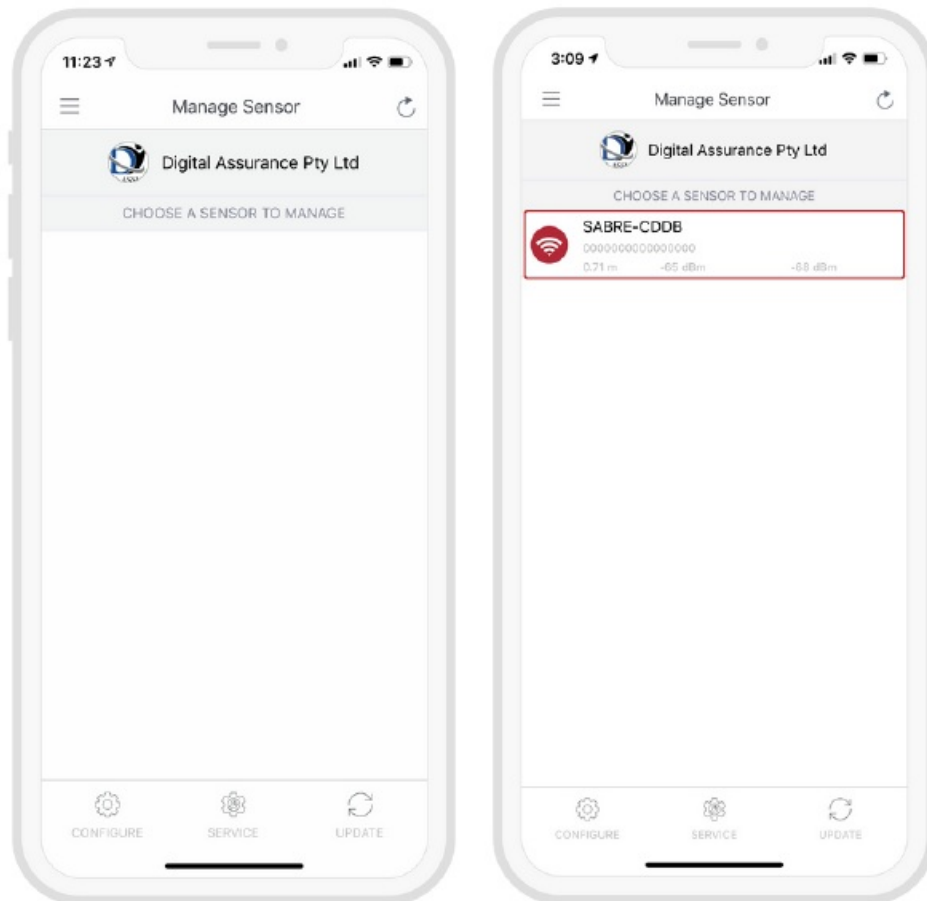 11:23
Manage Sensor
Digital Assurance Pty Ltd
CHOOSE A SENSOR TO MANAGE
CONFIGURE SERVICE UPDATE
3:09
Manage Sensor
Digital Assurance Pty Ltd
CHOOSE A SENSOR TO MANAGE
SABRE-CDDB
0000000000000000
0.71 m -65 dBm -68 dBm
CONFIGURE SERVICE UPDATE